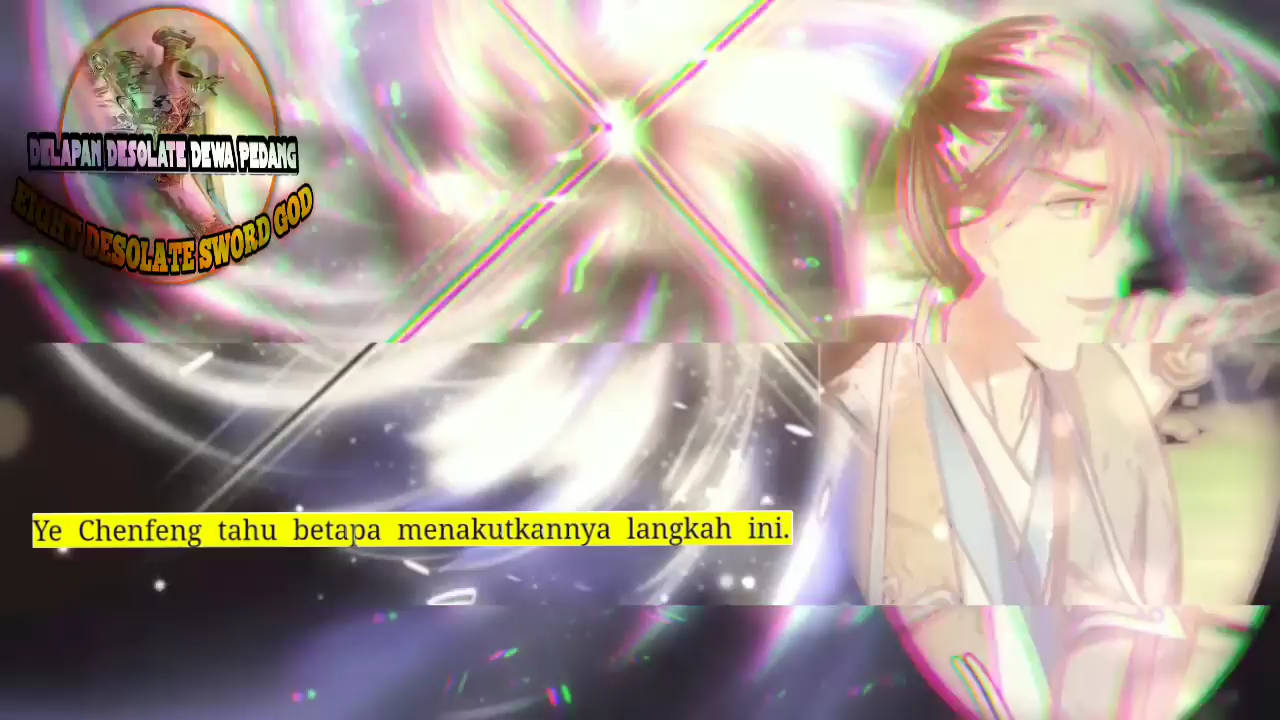 DELAPAN DESOLATE DEWA PEDANG
EIGHT DESOLATE SWORD GOD
Ye Chenfeng tahu betapa menakutkannya langkah ini.